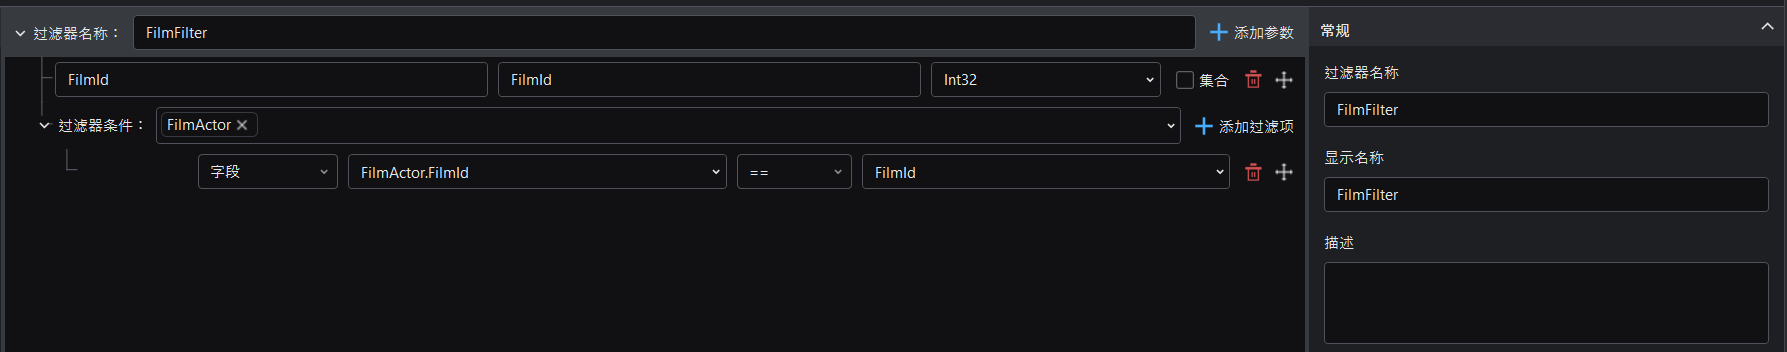 过滤器名称： FilmFilter 添加参数
FilmId FilmId Int32 集合
过滤器条件： FilmActor 添加过滤项
字段 FilmActor.FilmId == FilmId
常规
过滤器名称
FilmFilter
显示名称
FilmFilter
描述